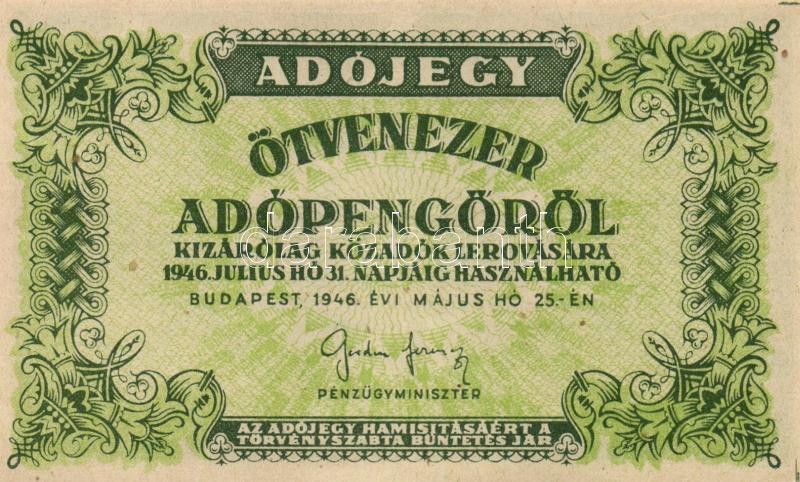 ADÓJEGY
ÖTVENEZER
ADÓPENGŐRŐL
KIZÁRÓLAG KÖZADÓK LEROVÁSÁRA
1946. JULIUS HÓ 31. NAPJÁIG HASZNÁLHATÓ
BUDAPEST, 1946. ÉVI MÁJUS HÓ 25.-ÉN
PÉNZÜGYMINISZTER
AZ ADÓJEGY HAMISITÁSÁÉRT A
TÖRVÉNYSZABTA BÜNTETÉS JÁR
darabanth